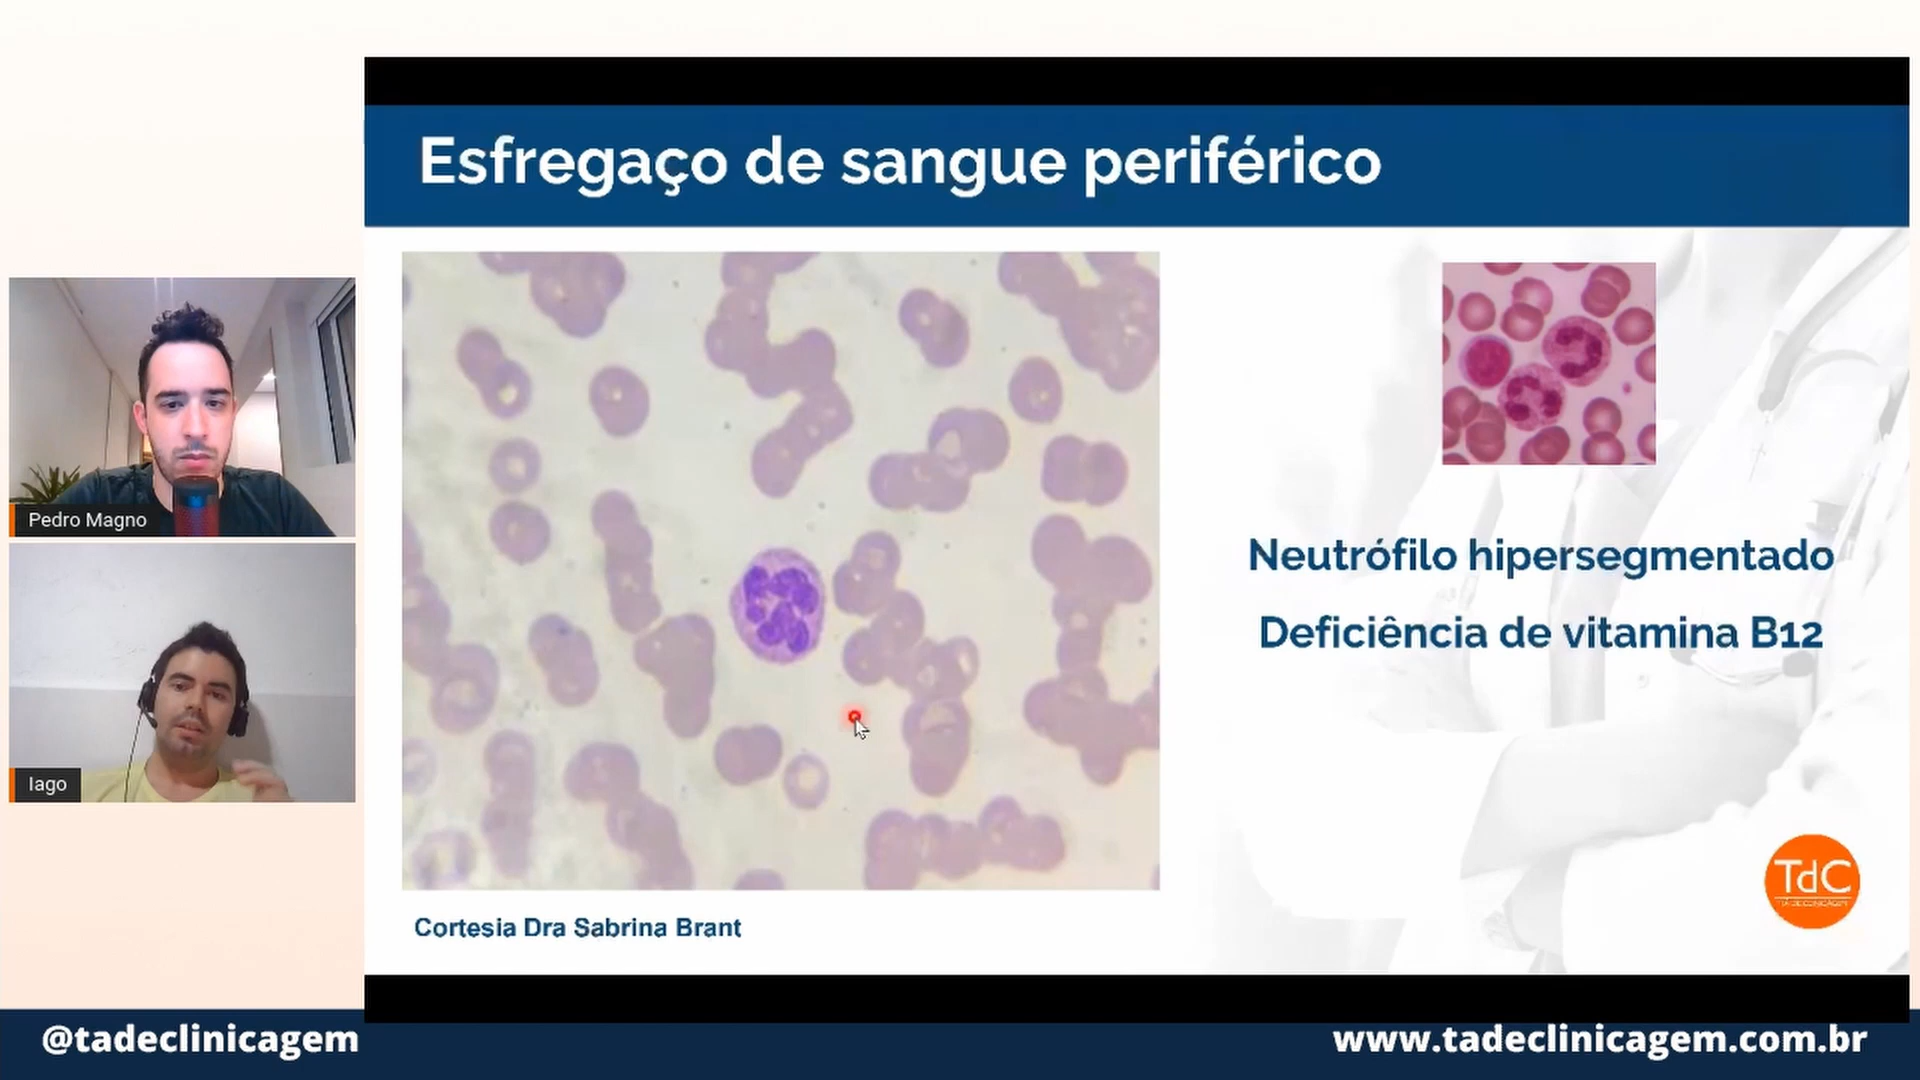 Esfregaço de sangue periférico
Pedro Magno
Iago
Neutrófilo hipersegmentado
Deficiência de vitamina B12
TdC
Cortesia Dra Sabrina Brant
@tadeclinicagem
www.tadeclinicagem.com.br